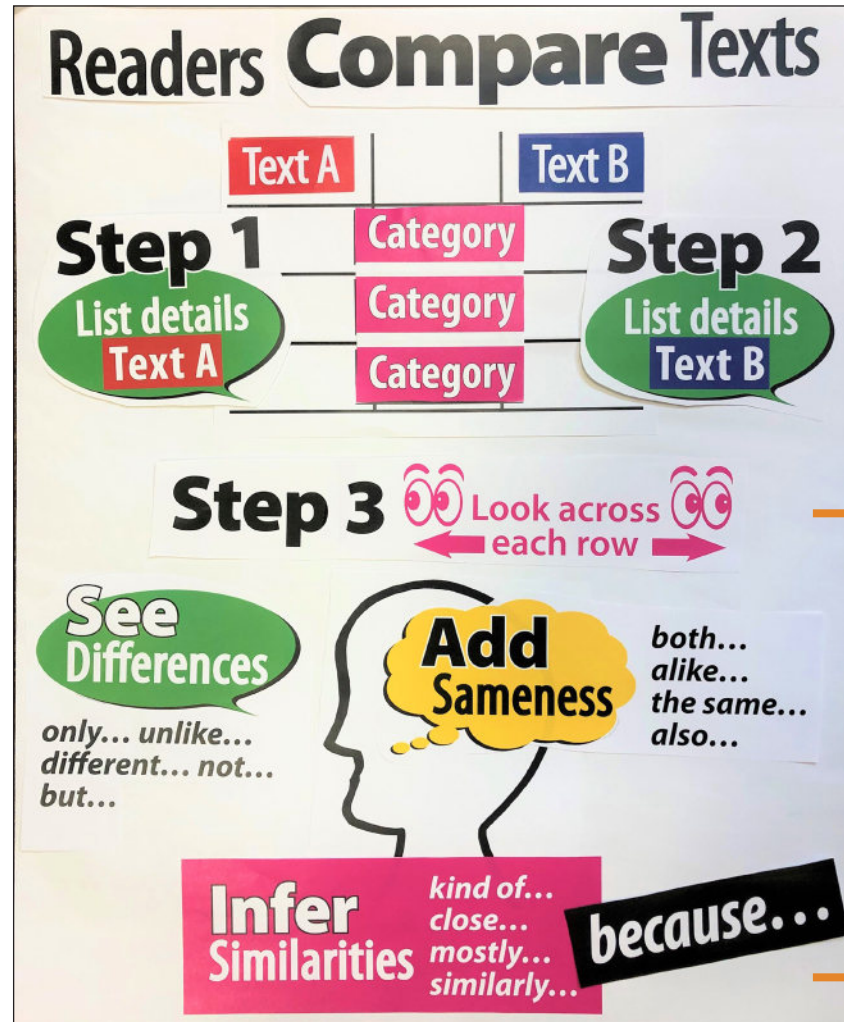 Readers Compare Texts
Text A
Text B
Category
Category
Category
Step 1
List details
Text A
Step 2
List details
Text B
Step 3
Look across
each row
See
Differences
only... unlike...
different... not...
but...
Add
Sameness
both...
alike...
the same...
also...
Infer
Similarities
kind of...
close...
mostly...
similarly...
because...